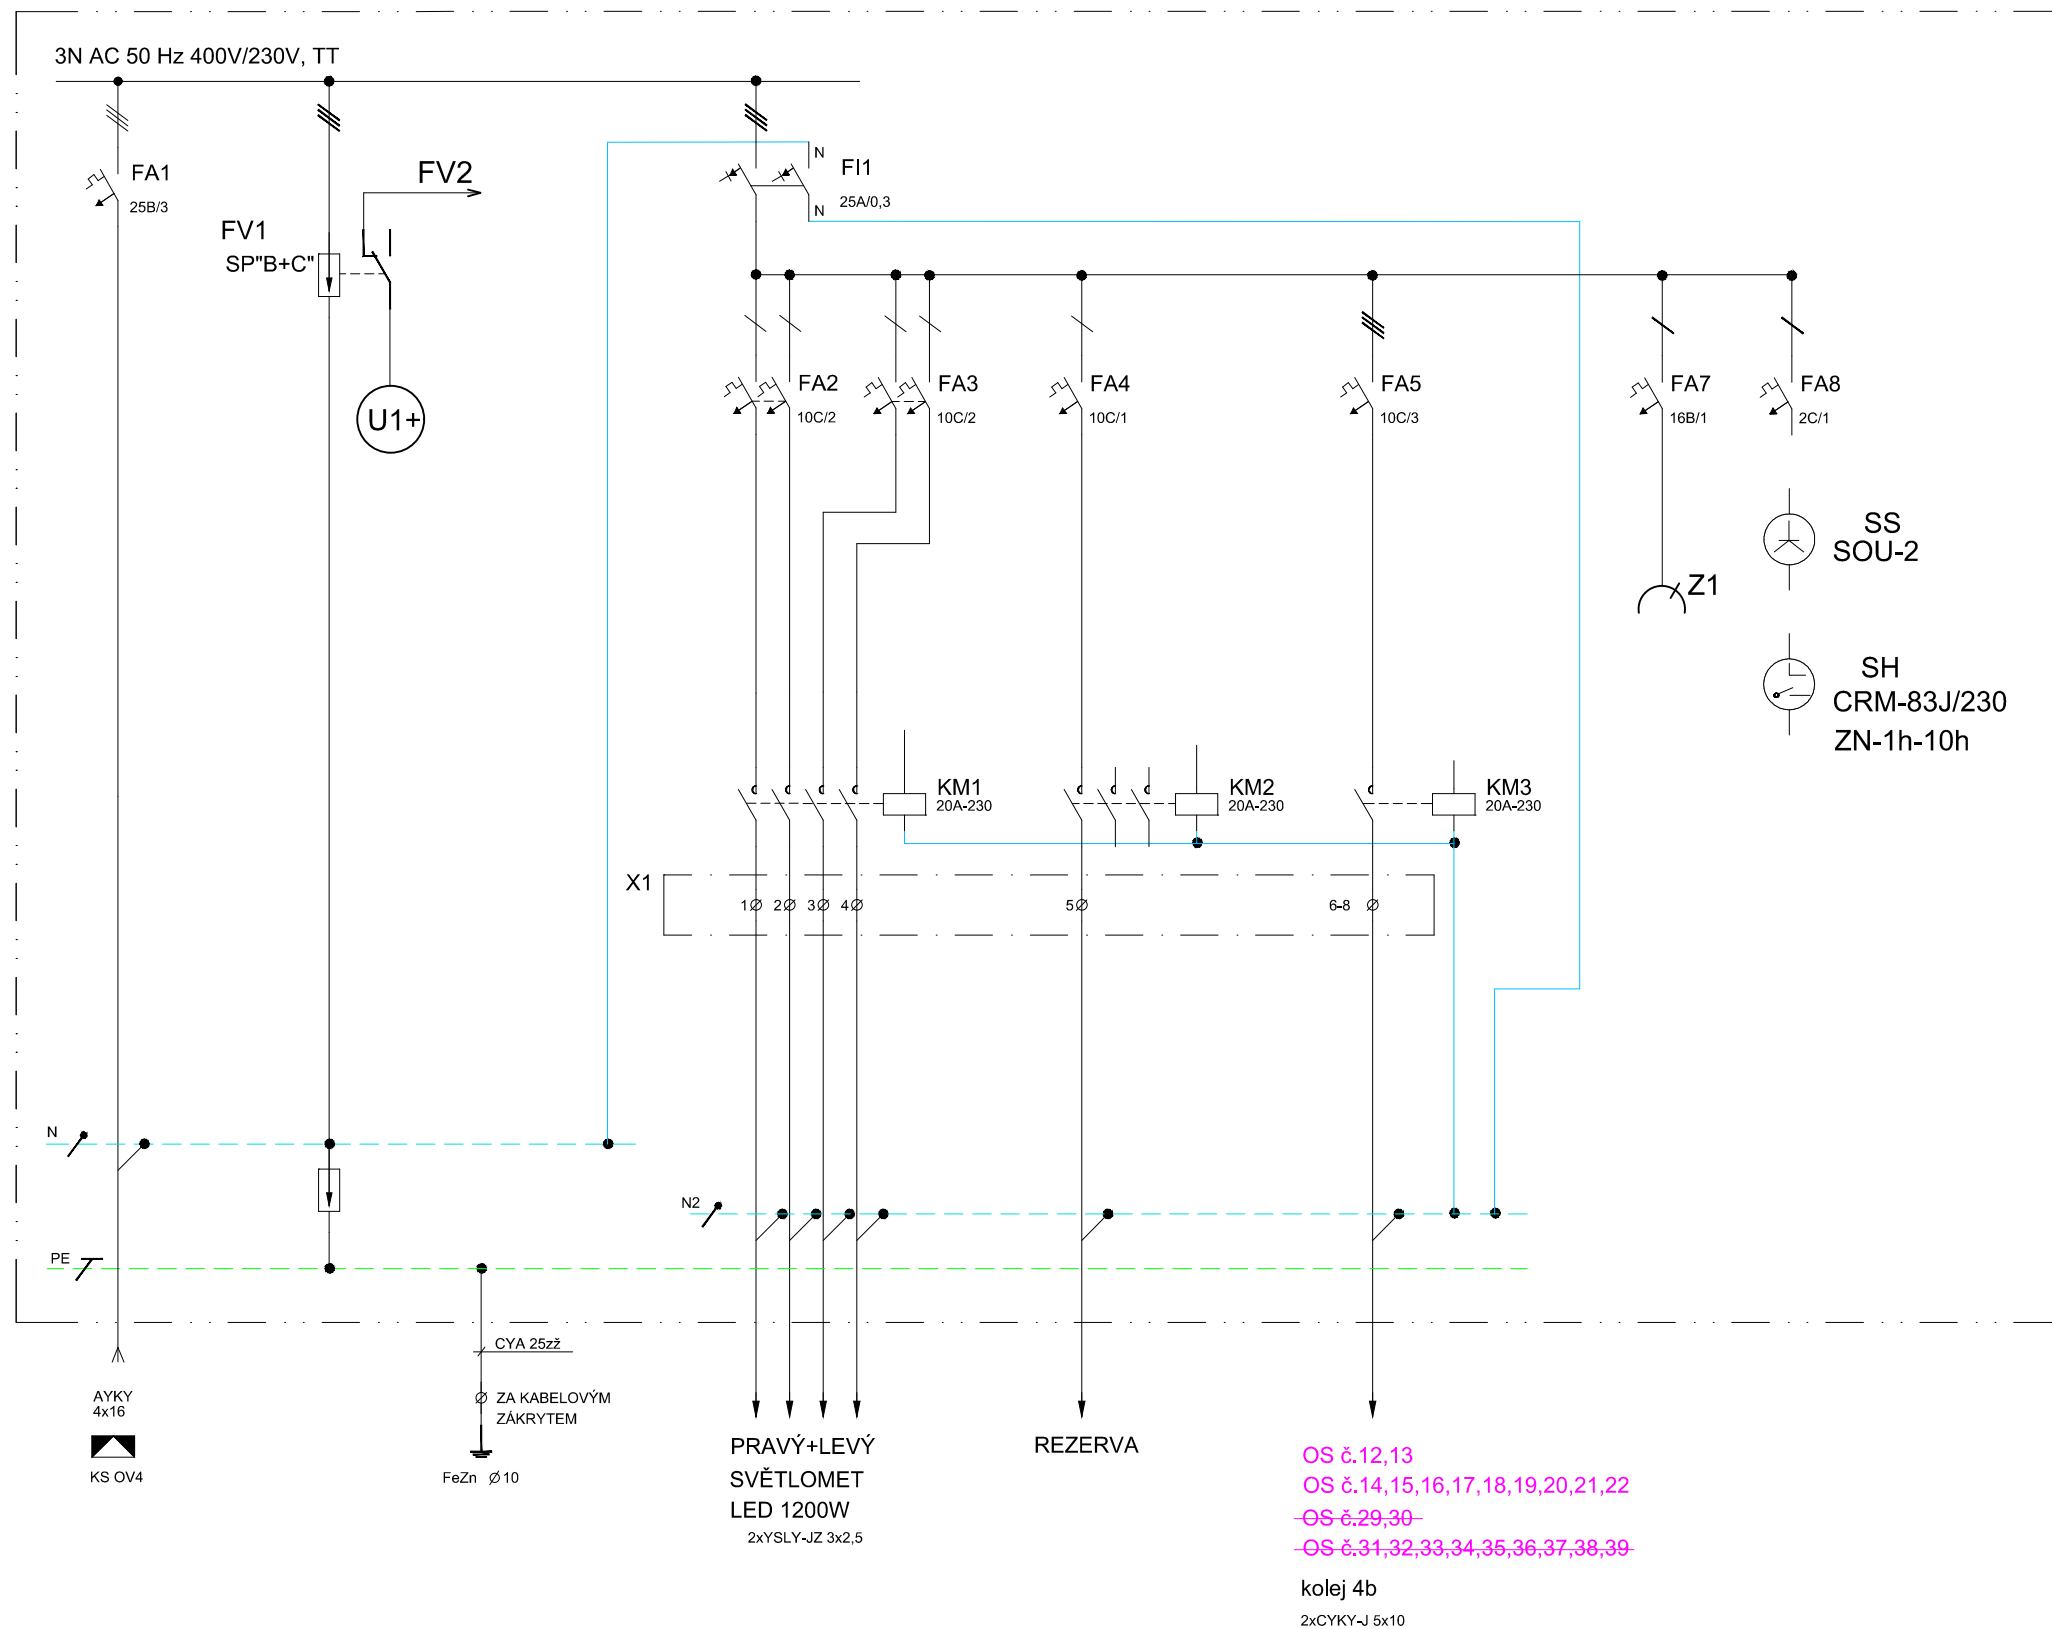 3N AC 50 Hz 400V/230V, TT
FA1
25B/3
FV2
FV1
SP"B+C"
U1+
N
FI1
25A/0,3
N
FA2
10C/2
FA3
10C/2
FA4
10C/1
FA5
10C/3
FA7
16B/1
FA8
2C/1
SS
SOU-2
Z1
SH
CRM-83J/230
ZN-1h-10h
KM1
20A-230
KM2
20A-230
KM3
20A-230
X1
1
2
3
4
5
6-8
N
N2
PE
CYA 25zž
ZA KABELOVÝM
ZÁKRYTEM
FeZn Ø10
AYKY
4x16
KS OV4
PRAVÝ+LEVÝ
SVĚTLOMET
LED 1200W
2xYSLY-JZ 3x2,5
REZERVA
OS č.12,13
OS č.14,15,16,17,18,19,20,21,22
OS č.29,30
OS č.31,32,33,34,35,36,37,38,39
kolej 4b
2xCYKY-J 5x10